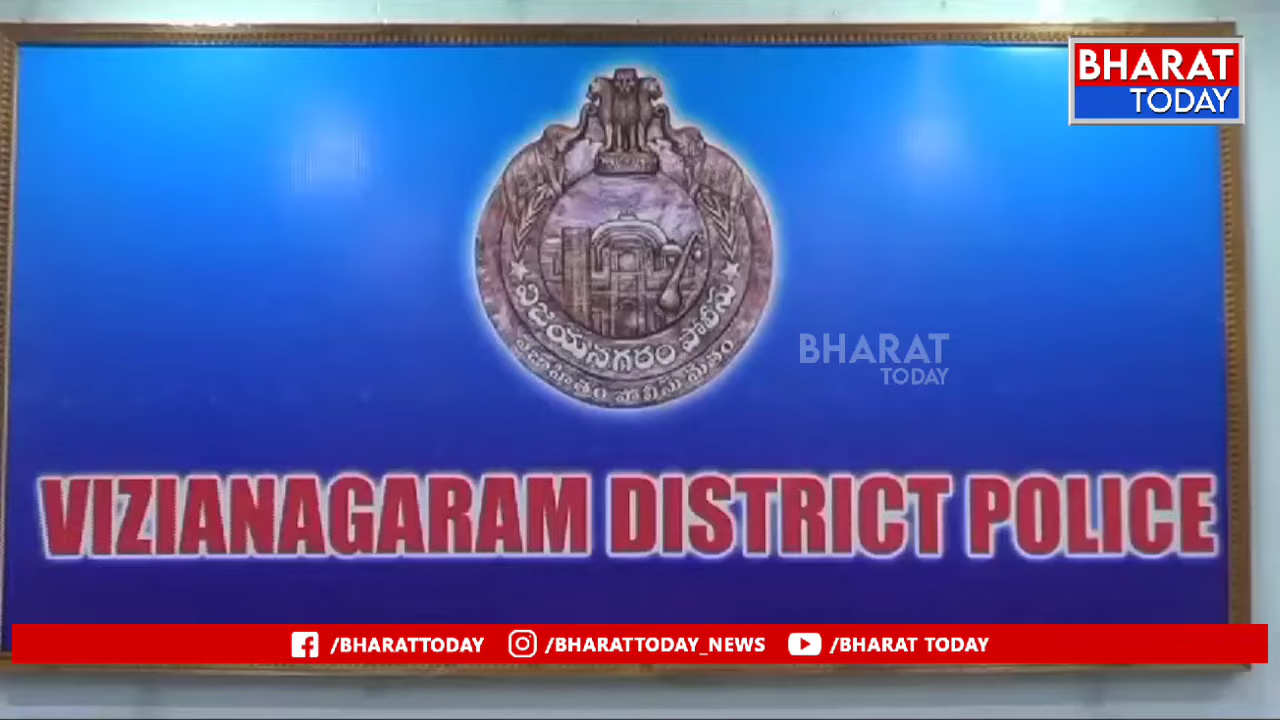 BHARAT
TODAY
విజయనగరం పోలీసు
BHARAT
TODAY
VIZIANAGARAM DISTRICT POLICE
/BHARATTODAY /BHARATTODAY_NEWS /BHARAT TODAY